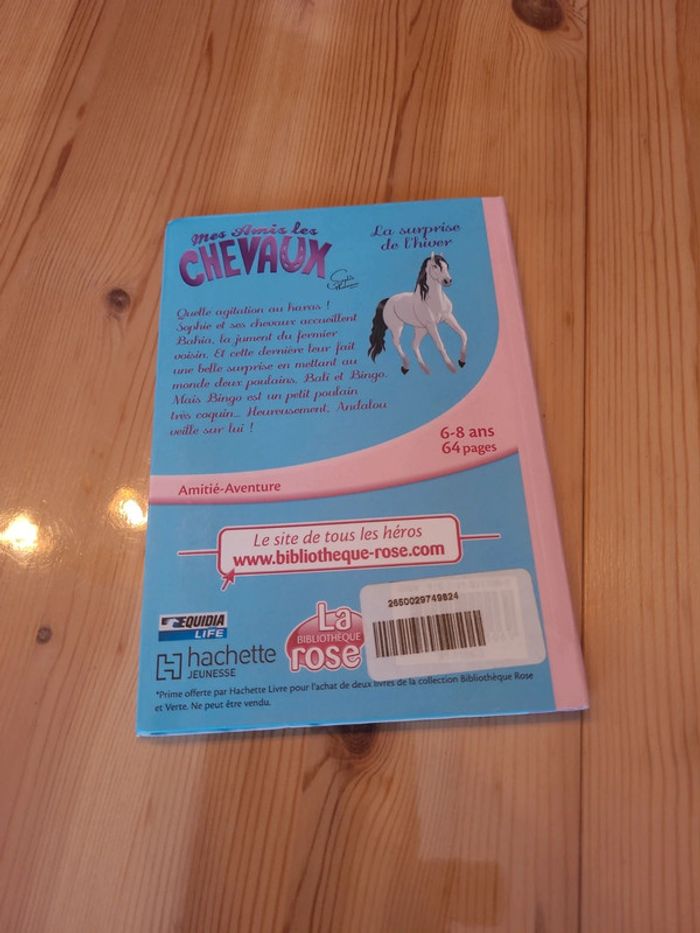 Mes Amis les
CHEVAUX
La surprise
de l'hiver
Quelle agitation au haras !
Sophie et ses chevaux accueillent
Bahia, la jument du fermier
voisin. Et cette dernière leur fait
une belle surprise en mettant au
monde deux poulains, Bali et Bingo.
Mais Bingo est un petit poulain
très coquin... Heureusement, Andalou
veille sur lui !
6-8 ans
64 pages
Amitié-Aventure
Le site de tous les héros
www.bibliotheque-rose.com
2650029749824
EQUIDIA
LIFE
La
BIBLIOTHÈQUE
rose
hachette
JEUNESSE
*Prime offerte par Hachette Livre pour l'achat de deux livres de la collection Bibliothèque Rose
et Verte. Ne peut être vendu.